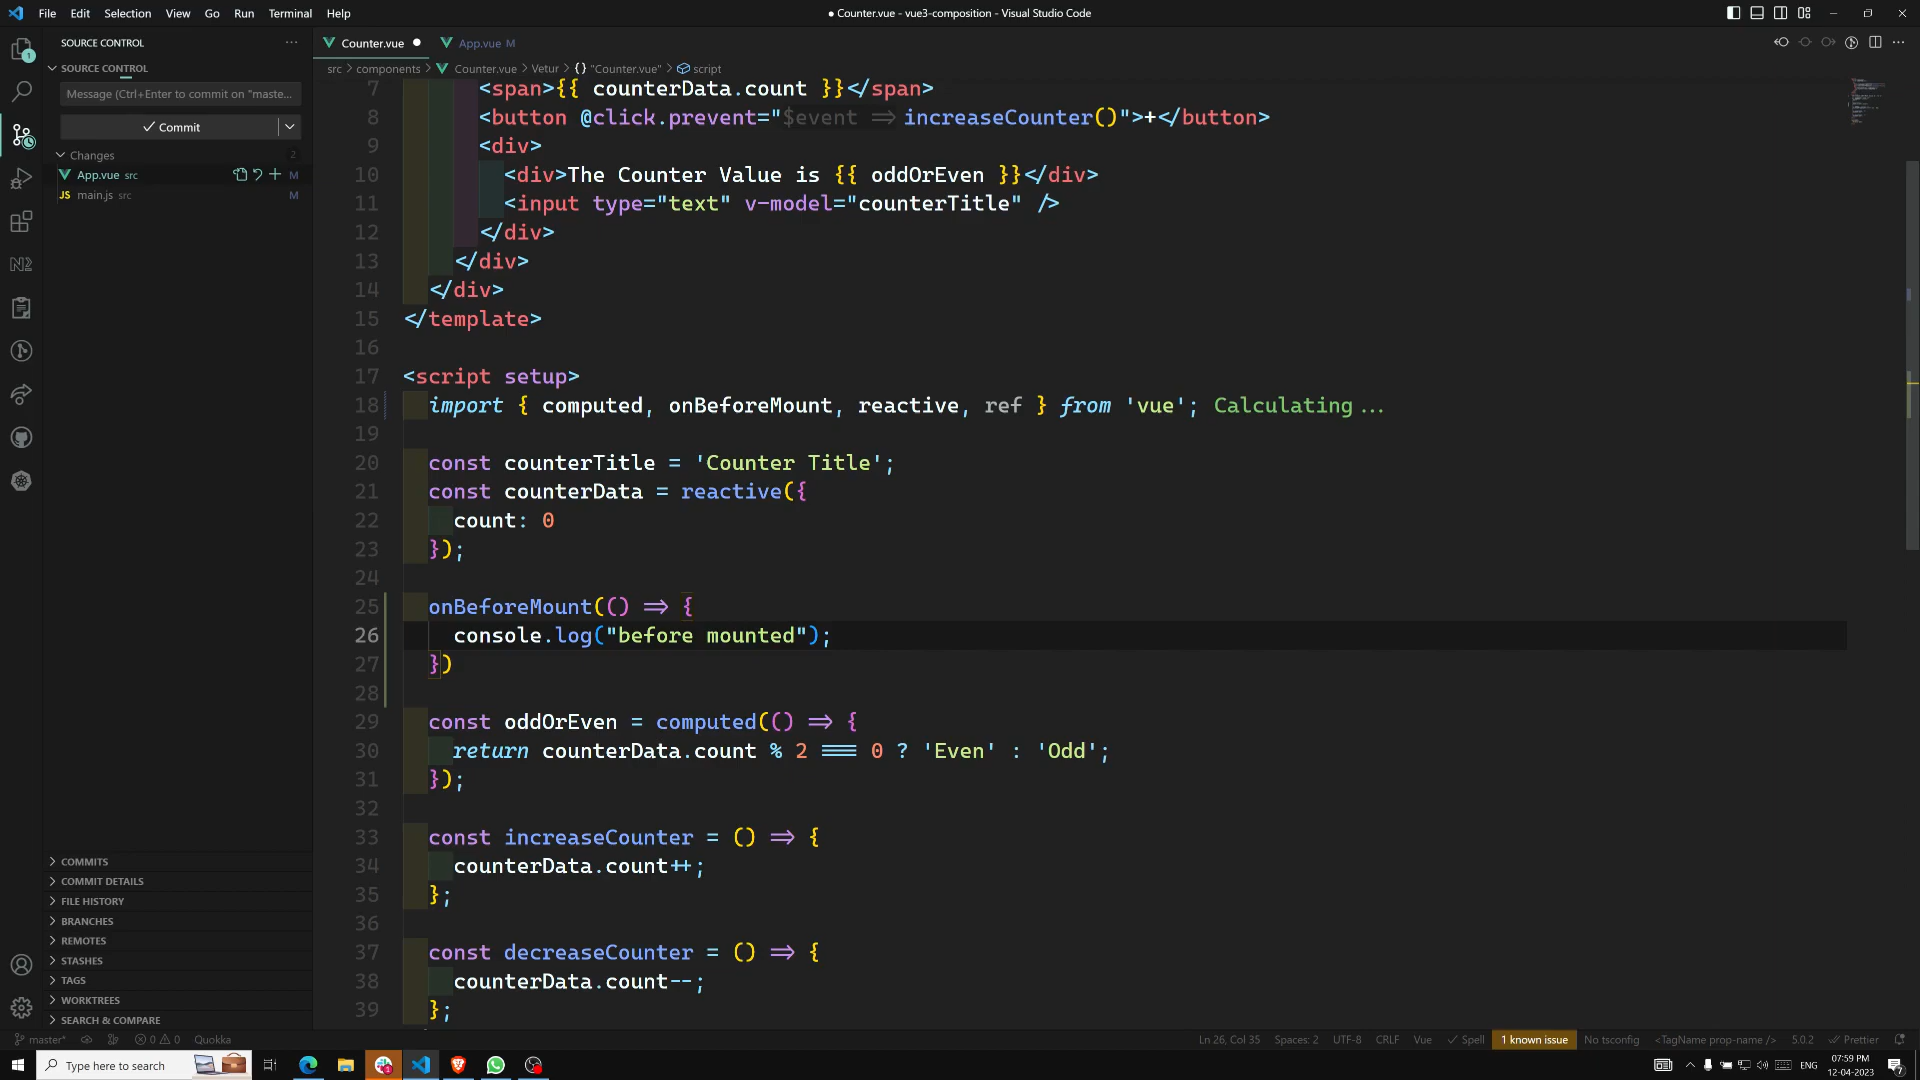 File Edit Selection View Go Run Terminal Help
● Counter.vue - vue3-composition - Visual Studio Code
SOURCE CONTROL
SOURCE CONTROL
Message (Ctrl+Enter to commit on "maste...
Commit
Changes 2
App.vue src M
main.js src M
COMMITS
COMMIT DETAILS
FILE HISTORY
BRANCHES
REMOTES
STASHES
TAGS
WORKTREES
SEARCH & COMPARE
Counter.vue ● App.vue M
src > components > Counter.vue > Vetur > {} "Counter.vue" > script
7 <span>{{ counterData.count }}</span>
8 <button @click.prevent="$event => increaseCounter()">+</button>
9 <div>
10 <div>The Counter Value is {{ oddOrEven }}</div>
11 <input type="text" v-model="counterTitle" />
12 </div>
13 </div>
14 </div>
15 </template>
16
17 <script setup>
18 import { computed, onBeforeMount, reactive, ref } from 'vue'; Calculating...
19
20 const counterTitle = 'Counter Title';
21 const counterData = reactive({
22 count: 0
23 });
24
25 onBeforeMount(() => {
26 console.log("before mounted");
27 })
28
29 const oddOrEven = computed(() => {
30 return counterData.count % 2 === 0 ? 'Even' : 'Odd';
31 });
32
33 const increaseCounter = () => {
34 counterData.count++;
35 };
36
37 const decreaseCounter = () => {
38 counterData.count--;
39 };
master* 0 0 Quokka Ln 26, Col 35 Spaces: 2 UTF-8 CRLF Vue Spell 1 known issue No tsconfig <TagName prop-name /> 5.0.2 Prettier
Type here to search ENG 07:59 PM
12-04-2023